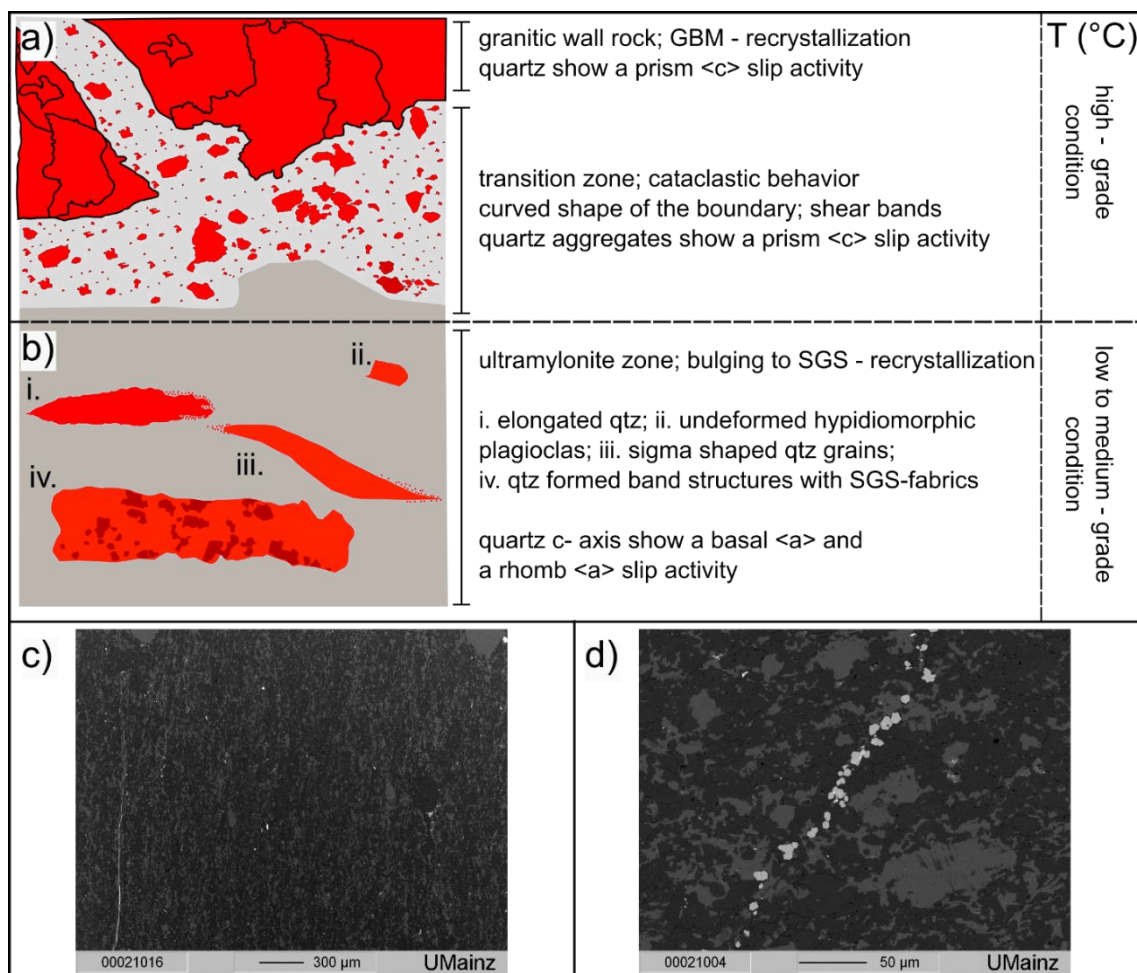 a)
granitic wall rock; GBM - recrystallization
quartz show a prism <c> slip activity
T (°C)
high - grade
condition
transition zone; cataclastic behavior
curved shape of the boundary; shear bands
quartz aggregates show a prism <c> slip activity
b)
i.
ii.
iii.
iv.
ultramylonite zone; bulging to SGS - recrystallization
i. elongated qtz; ii. undeformed hypidiomorphic
plagioclas; iii. sigma shaped qtz grains;
iv. qtz formed band structures with SGS-fabrics
quartz c- axis show a basal <a> and
a rhomb <a> slip activity
low to medium - grade
condition
c)
00021016
300 µm
UMainz
d)
00021004
50 µm
UMainz